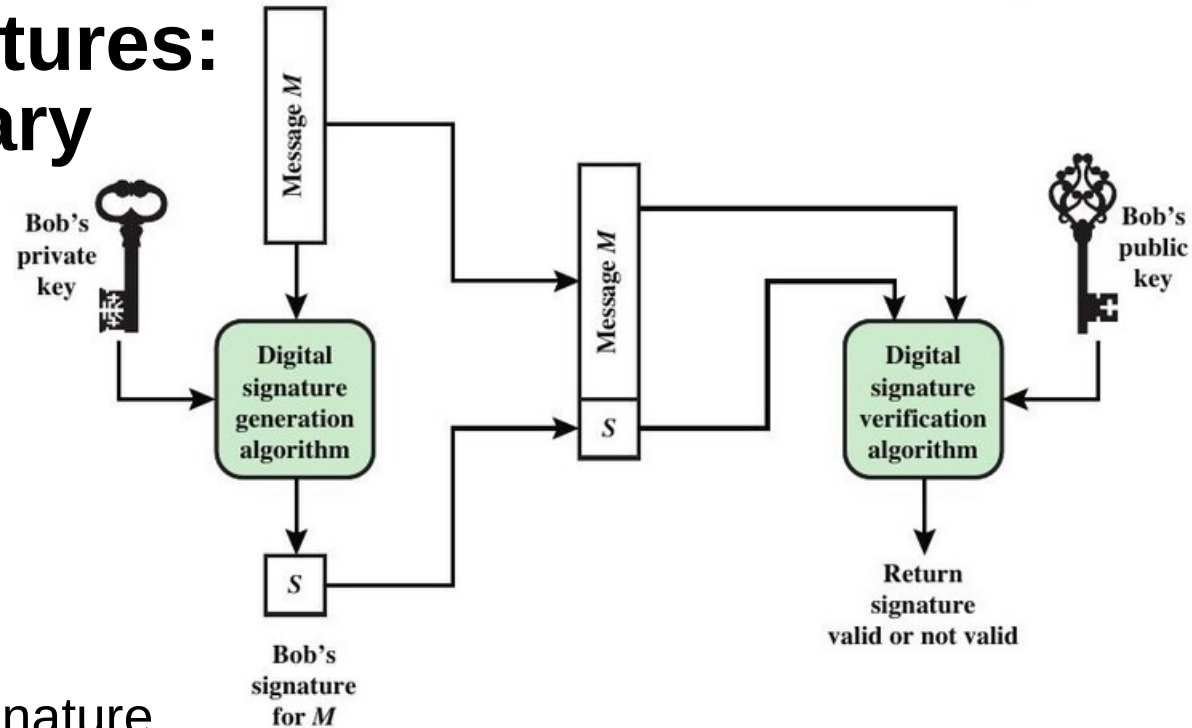 tures:
ary
Message M
Bob's
private
key
Digital
signature
generation
algorithm
S
Bob's
signature
for M
Message M
S
Bob's
public
key
Digital
signature
verification
algorithm
Return
signature
valid or not valid
nature